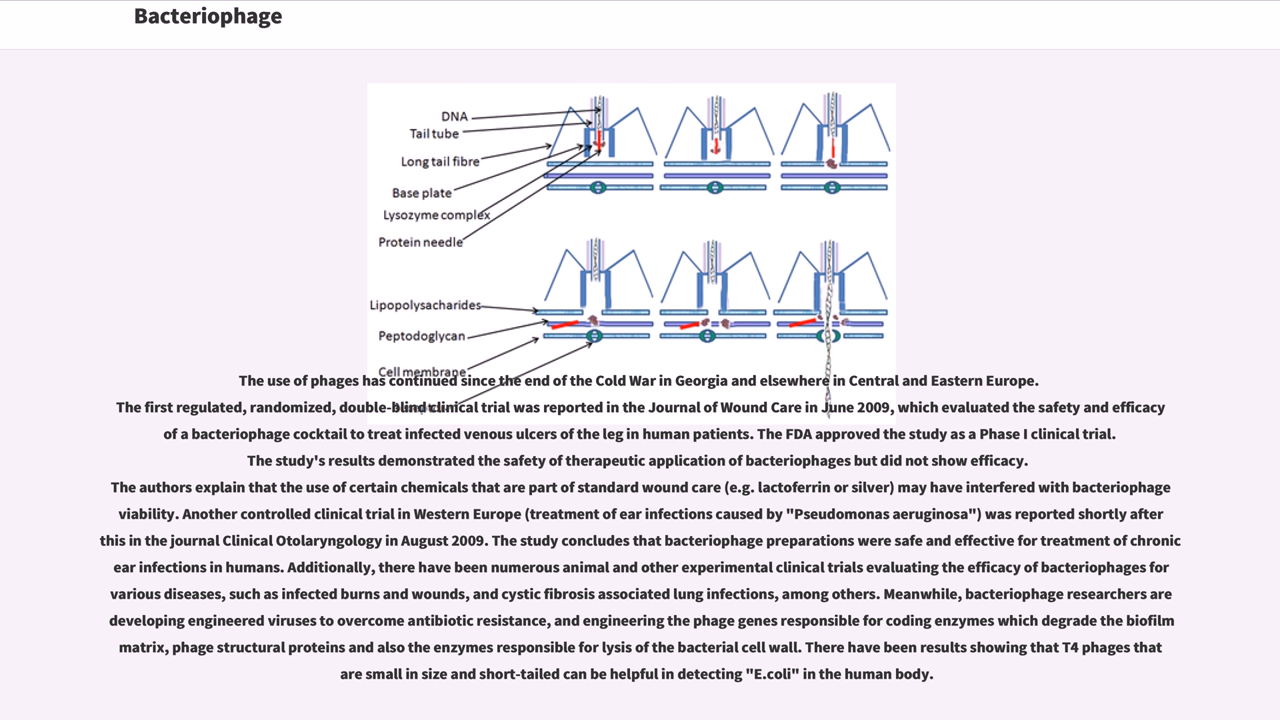 Bacteriophage
DNA
Tail tube
Long tail fibre
Base plate
Lysozyme complex
Protein needle
Lipopolysacharides
Peptodoglycan
Cell membrane
The use of phages has continued since the end of the Cold War in Georgia and elsewhere in Central and Eastern Europe.
The first regulated, randomized, double-blind clinical trial was reported in the Journal of Wound Care in June 2009, which evaluated the safety and efficacy
of a bacteriophage cocktail to treat infected venous ulcers of the leg in human patients. The FDA approved the study as a Phase I clinical trial.
The study's results demonstrated the safety of therapeutic application of bacteriophages but did not show efficacy.
The authors explain that the use of certain chemicals that are part of standard wound care (e.g. lactoferrin or silver) may have interfered with bacteriophage
viability. Another controlled clinical trial in Western Europe (treatment of ear infections caused by "Pseudomonas aeruginosa") was reported shortly after
this in the journal Clinical Otolaryngology in August 2009. The study concludes that bacteriophage preparations were safe and effective for treatment of chronic
ear infections in humans. Additionally, there have been numerous animal and other experimental clinical trials evaluating the efficacy of bacteriophages for
various diseases, such as infected burns and wounds, and cystic fibrosis associated lung infections, among others. Meanwhile, bacteriophage researchers are
developing engineered viruses to overcome antibiotic resistance, and engineering the phage genes responsible for coding enzymes which degrade the biofilm
matrix, phage structural proteins and also the enzymes responsible for lysis of the bacterial cell wall. There have been results showing that T4 phages that
are small in size and short-tailed can be helpful in detecting "E.coli" in the human body.